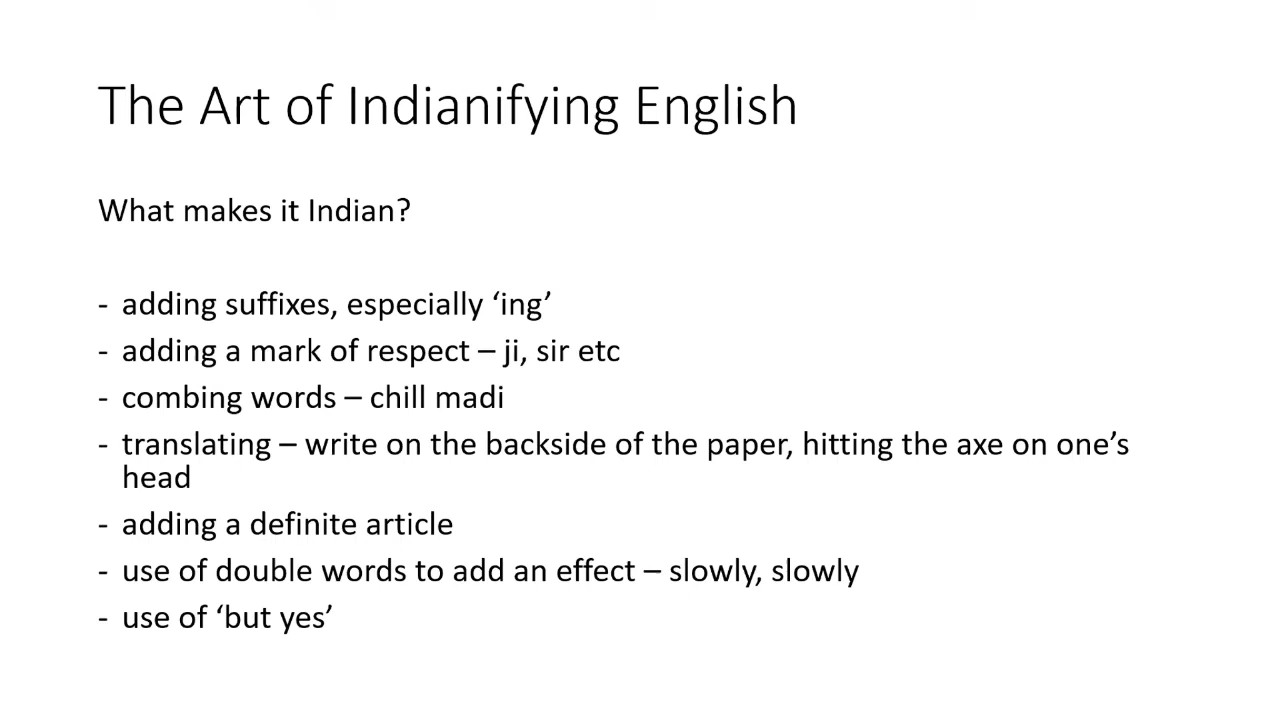 The Art of Indianifying English
What makes it Indian?
- adding suffixes, especially ‘ing’
- adding a mark of respect – ji, sir etc
- combing words – chill madi
- translating – write on the backside of the paper, hitting the axe on one’s
head
- adding a definite article
- use of double words to add an effect – slowly, slowly
- use of ‘but yes’